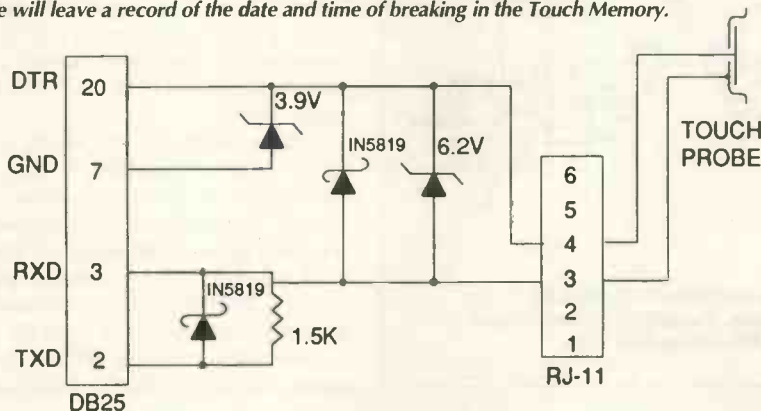 e will leave a record of the date and time of breaking in the Touch Memory.
DTR
20
3.9V
IN5819
6.2V
TOUCH
PROBE
GND
7
6
5
4
3
2
1
RXD
3
IN5819
1.5K
TXD
2
RJ-11
DB25